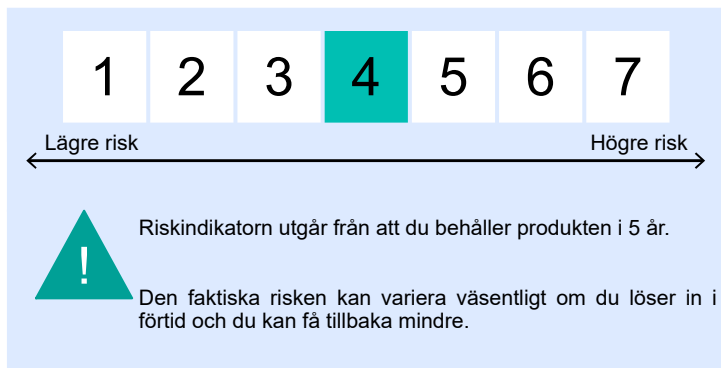 1 2 3 4 5 6 7
Lägre risk Högre risk
Riskindikatorn utgår från att du behåller produkten i 5 år.
!
Den faktiska risken kan variera väsentligt om du löser in i
förtid och du kan få tillbaka mindre.